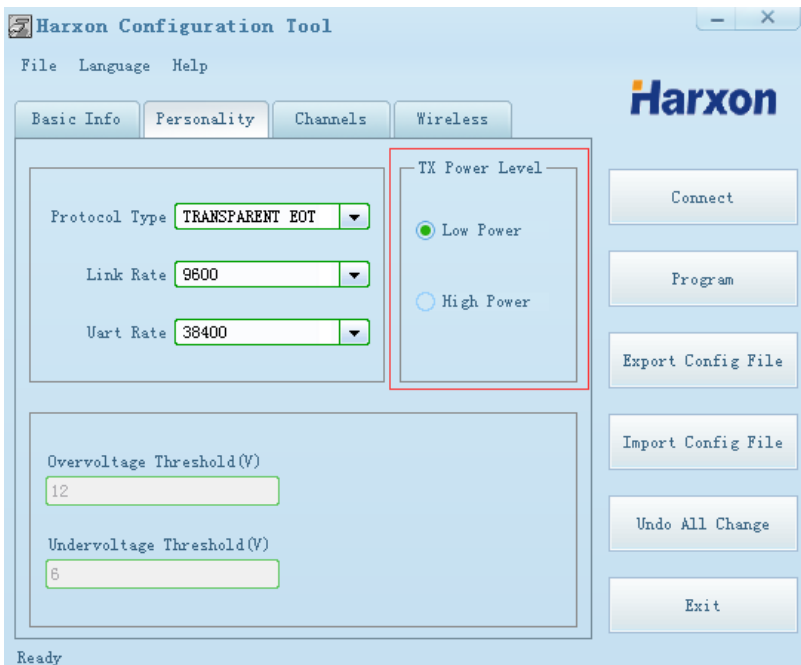 Harxon Configuration Tool
File Language Help
Harxon
Basic Info Personality Channels Wireless
TX Power Level
Protocol Type TRANSPARENT EOT
Low Power
Link Rate 9600
High Power
Uart Rate 38400
Overvoltage Threshold(V)
12
Undervoltage Threshold(V)
6
Connect
Program
Export Config File
Import Config File
Undo All Change
Exit
Ready